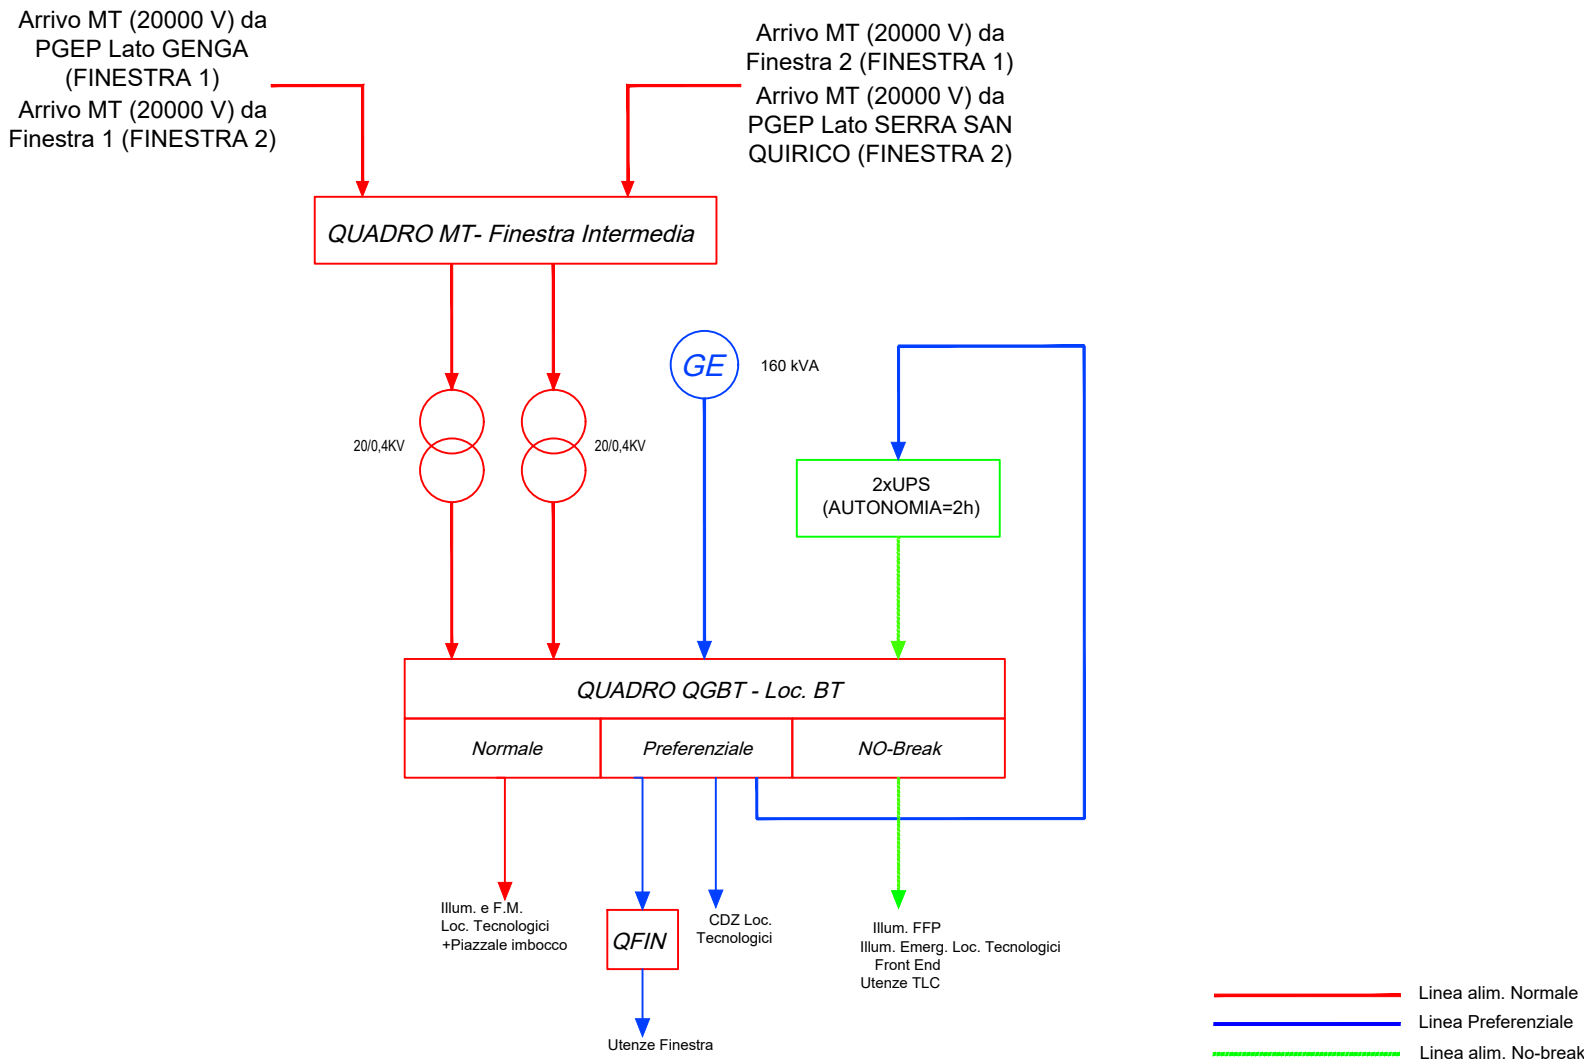 Arrivo MT (20000 V) da
PGEP Lato GENGA
(FINESTRA 1)
Arrivo MT (20000 V) da
Finestra 1 (FINESTRA 2)
Arrivo MT (20000 V) da
Finestra 2 (FINESTRA 1)
Arrivo MT (20000 V) da
PGEP Lato SERRA SAN
QUIRICO (FINESTRA 2)
QUADRO MT- Finestra Intermedia
GE
160 kVA
20/0,4KV
20/0,4KV
2xUPS
(AUTONOMIA=2h)
QUADRO QGBT - Loc. BT
Normale
Preferenziale
NO-Break
Illum. e F.M.
Loc. Tecnologici
+Piazzale imbocco
QFIN
CDZ Loc.
Tecnologici
Illum. FFP
Illum. Emerg. Loc. Tecnologici
Front End
Utenze TLC
Utenze Finestra
Linea alim. Normale
Linea Preferenziale
Linea alim. No-break